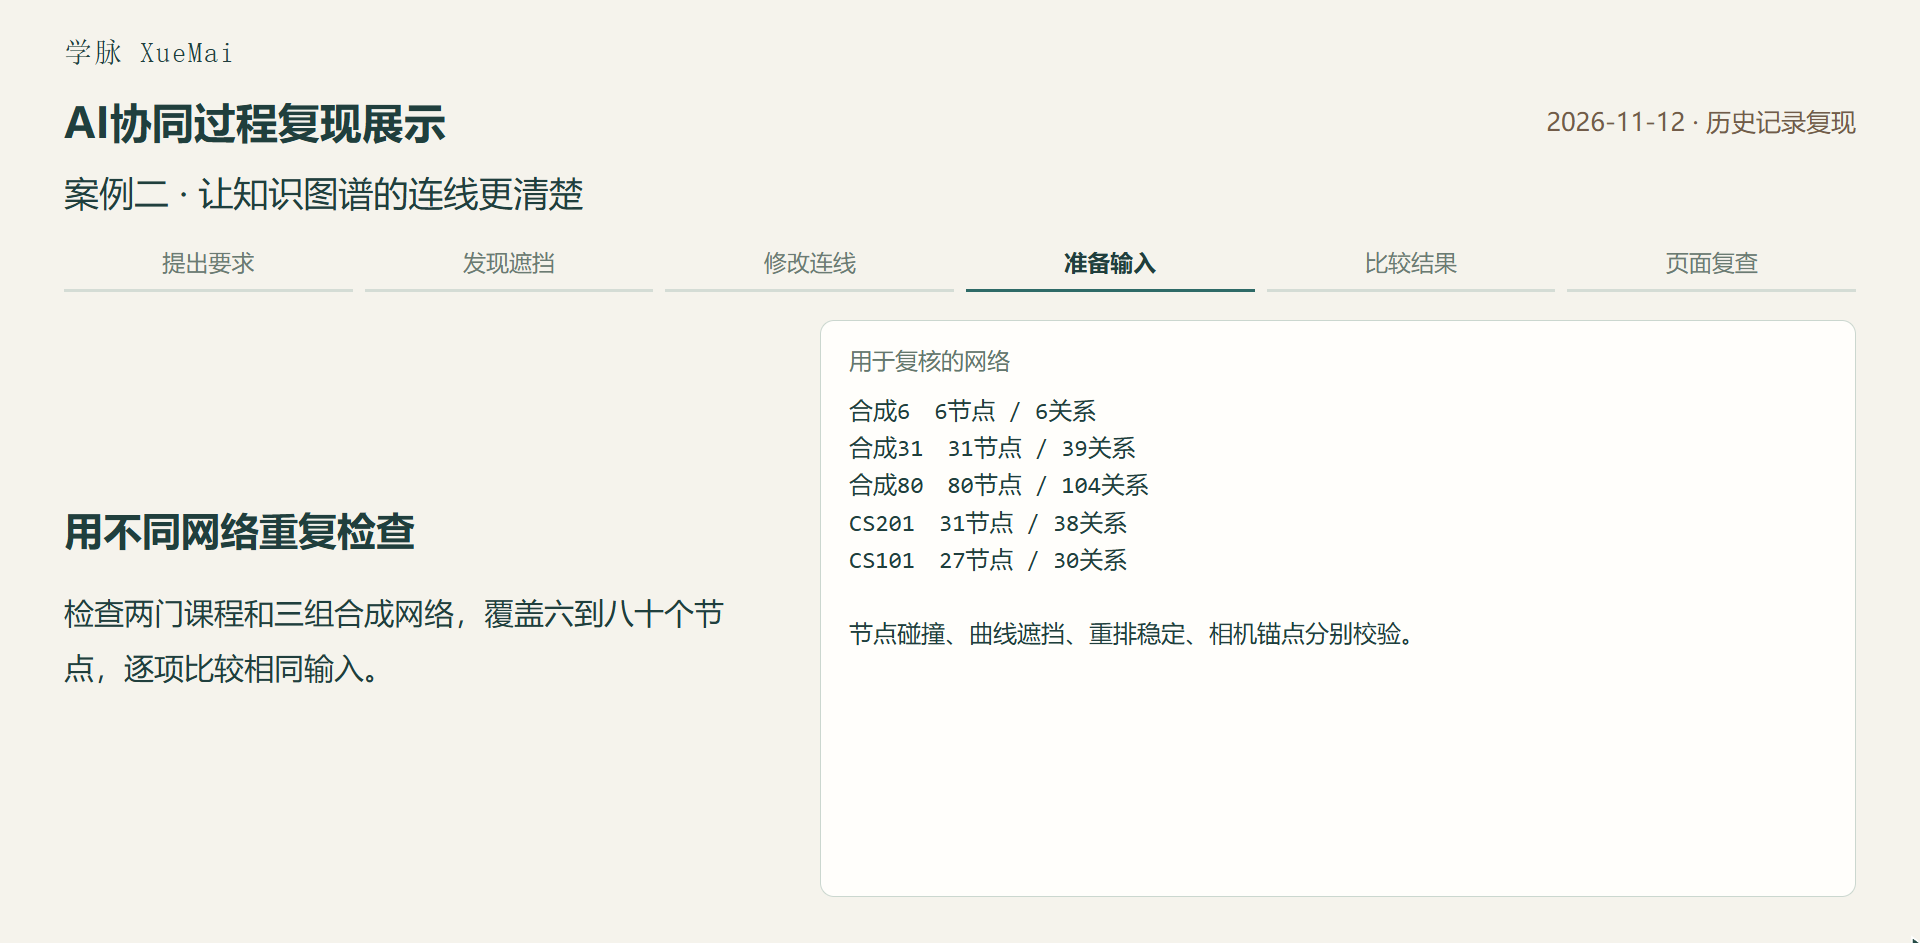 学脉 XueMai
AI协同过程复现展示
2026-11-12 · 历史记录复现
案例二 · 让知识图谱的连线更清楚
提出要求
发现遮挡
修改连线
准备输入
比较结果
页面复查
用不同网络重复检查
检查两门课程和三组合成网络，覆盖六到八十个节
点，逐项比较相同输入。
用于复核的网络
合成6  6节点 / 6关系
合成31  31节点 / 39关系
合成80  80节点 / 104关系
CS201  31节点 / 38关系
CS101  27节点 / 30关系
节点碰撞、曲线遮挡、重排稳定、相机锚点分别校验。